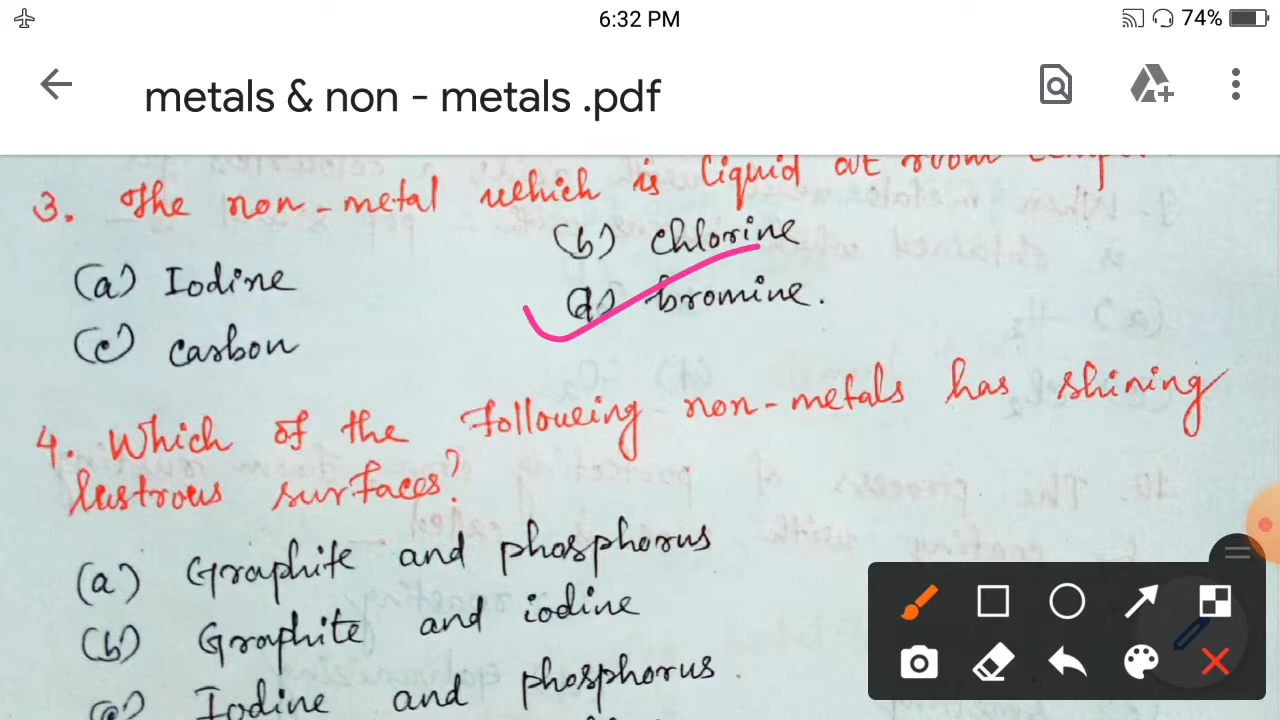 6:32 PM
74%
metals & non - metals .pdf
3. The non-metal which is liquid at room
(a) Iodine (b) chlorine
(c) carbon (d) bromine.
4. Which of the following non-metals has shining
lustrous surfaces?
(a) Graphite and phosphorus
(b) Graphite and iodine
(c) Iodine and phosphorus.